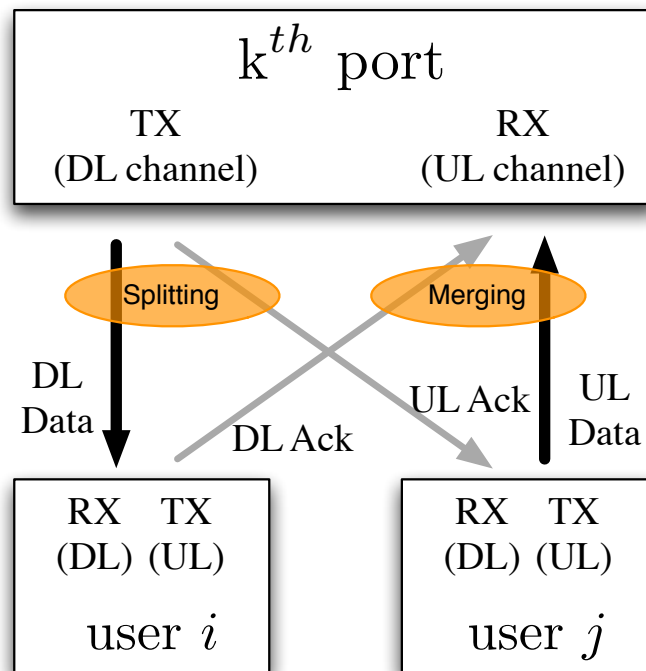 k^{th} port
TX RX
(DL channel) (UL channel)
Splitting Merging
DL UL Ack UL
Data DL Ack Data
RX TX RX TX
(DL) (UL) (DL) (UL)
user i user j